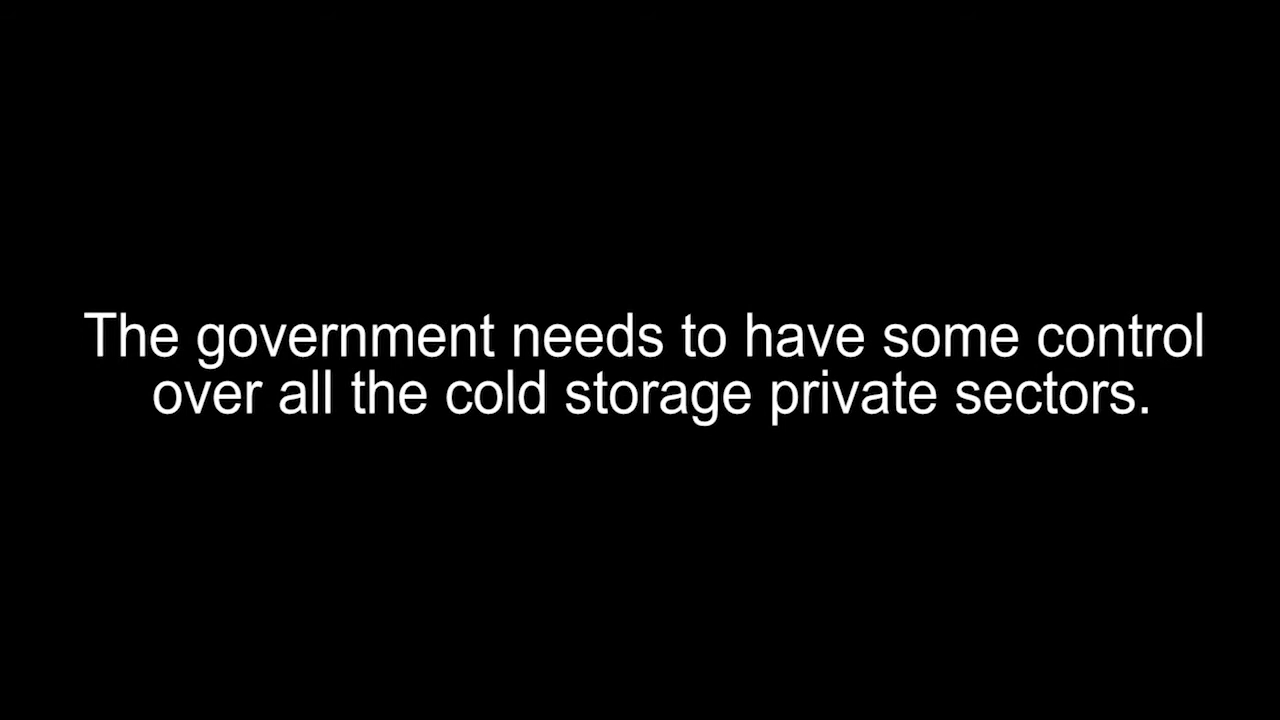 The government needs to have some control
over all the cold storage private sectors.